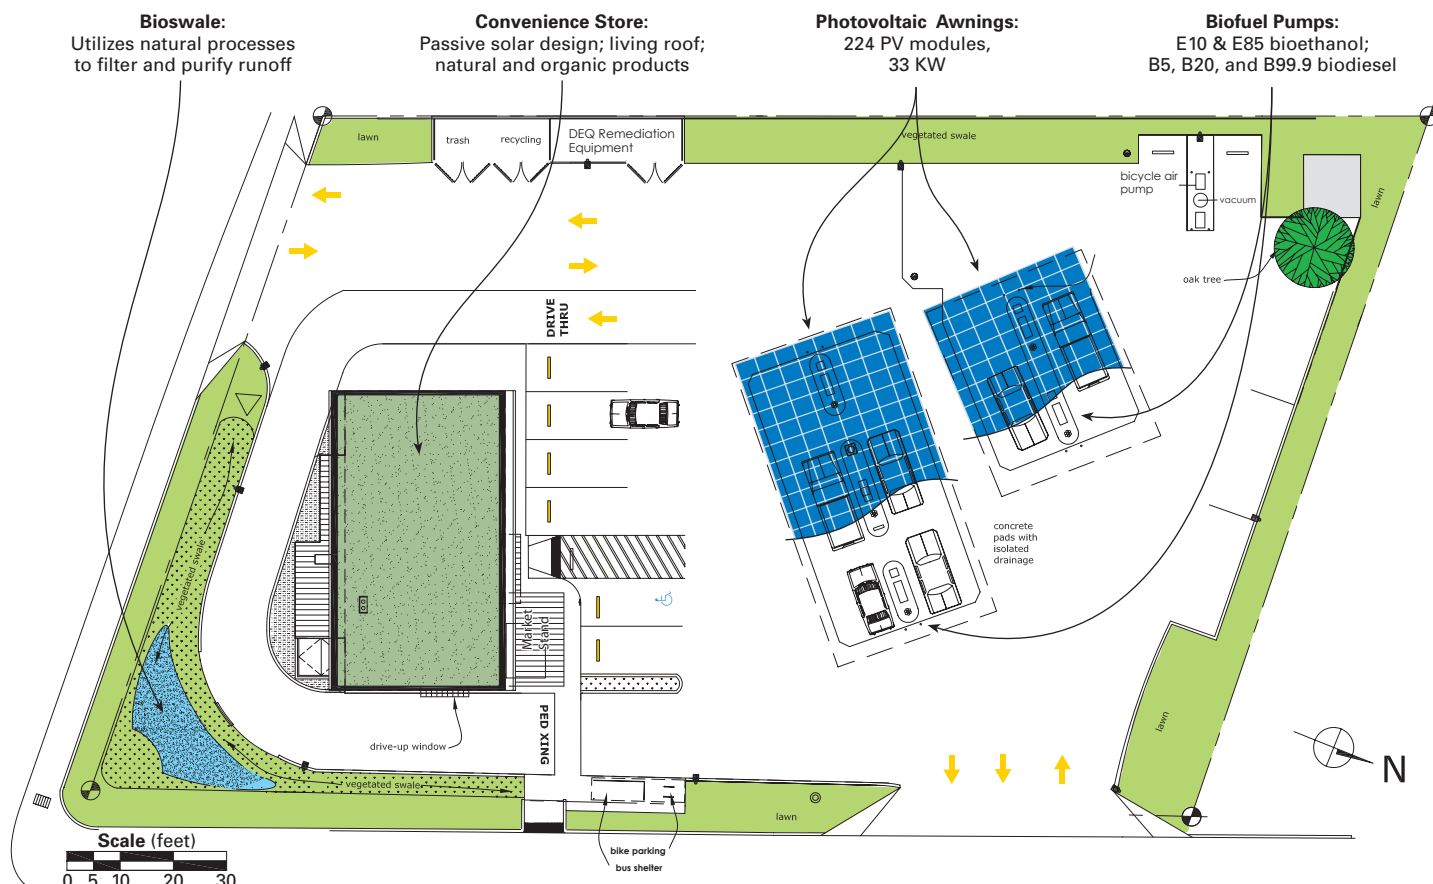 Bioswale:
Utilizes natural processes
to filter and purify runoff
Convenience Store:
Passive solar design; living roof;
natural and organic products
Photovoltaic Awnings:
224 PV modules,
33 KW
Biofuel Pumps:
E10 & E85 bioethanol;
B5, B20, and B99.9 biodiesel
lawn
trash
recycling
DEQ Remediation
Equipment
vegetated swale
bicycle air
pump
vacuum
lawn
oak tree
DRIVE
THRU
concrete
pads with
isolated
drainage
vegetated swale
Market
Stand
PED XING
drive-up window
vegetated swale
lawn
lawn
N
bike parking
bus shelter
Scale (feet)
0 5 10 20 30